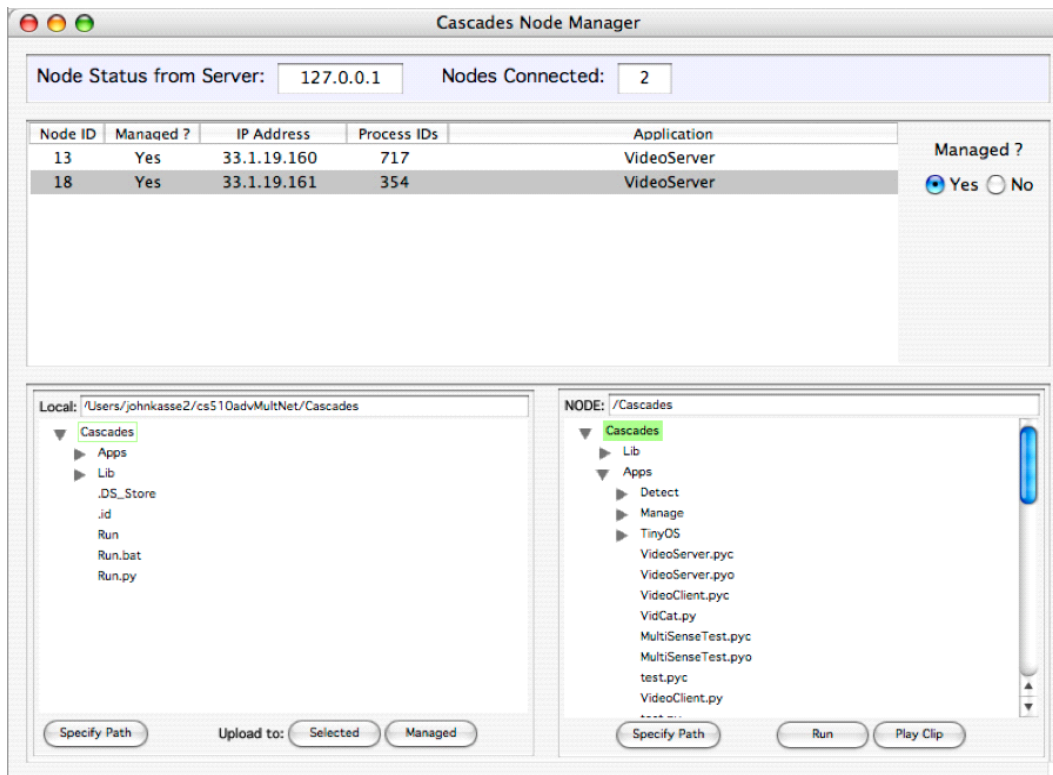 Cascades Node Manager
Node Status from Server: 127.0.0.1 Nodes Connected: 2
Node ID Managed ? IP Address Process IDs Application
13 Yes 33.1.19.160 717 VideoServer
18 Yes 33.1.19.161 354 VideoServer
Managed ?
Yes No
Local: /Users/johnkasse2/cs510advMultNet/Cascades
Cascades
Apps
Lib
.DS_Store
.id
Run
Run.bat
Run.py
Specify Path Upload to: Selected Managed
NODE: /Cascades
Cascades
Lib
Apps
Detect
Manage
TinyOS
VideoServer.pyc
VideoServer.pyo
VideoClient.pyc
VidCat.py
MultiSenseTest.pyc
MultiSenseTest.pyo
test.pyc
VideoClient.py
Specify Path Run Play Clip